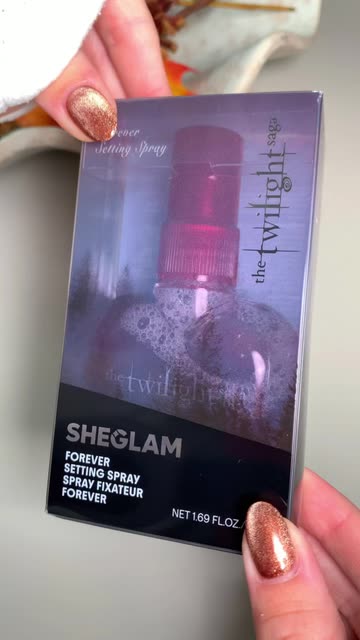 Setting Spray
the twilight saga
the twilight
SHEGLAM
FOREVER
SETTING SPRAY
SPRAY FIXATEUR
FOREVER
NET 1.69 FL.OZ./